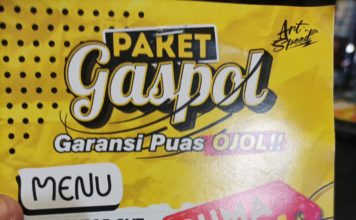 Art Speed
PAKET
Gaspol
Garansi Puas OJOL!!
MENU